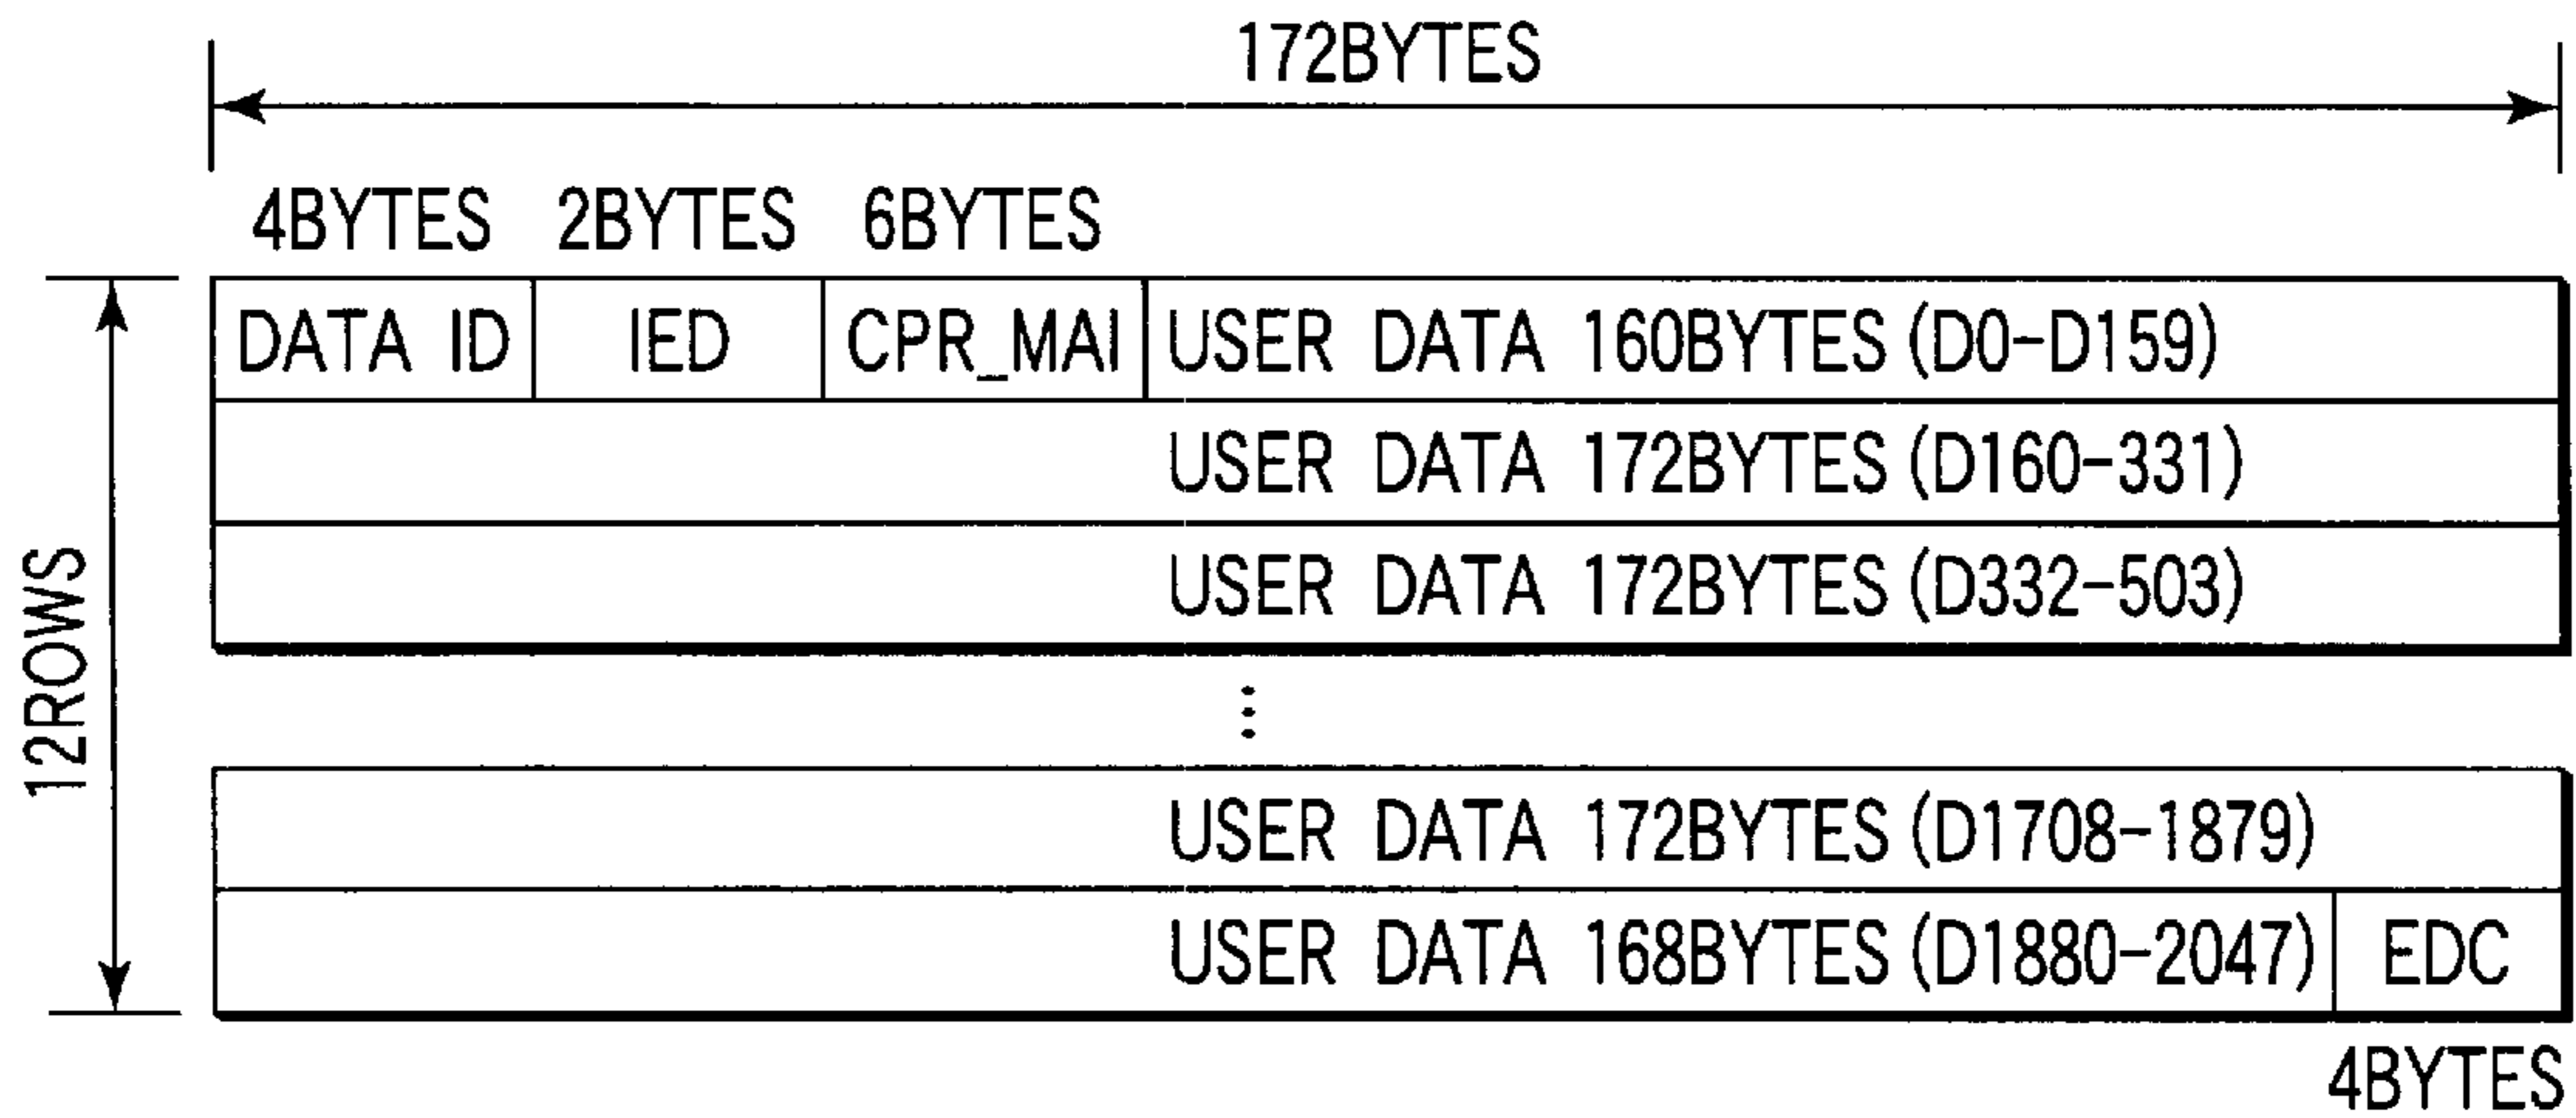 172BYTES
4BYTES 2BYTES 6BYTES
DATA ID IED CPR_MAI USER DATA 160BYTES (D0-D159)
USER DATA 172BYTES (D160-331)
USER DATA 172BYTES (D332-503)
12ROWS
⋮
USER DATA 172BYTES (D1708-1879)
USER DATA 168BYTES (D1880-2047) EDC
4BYTES